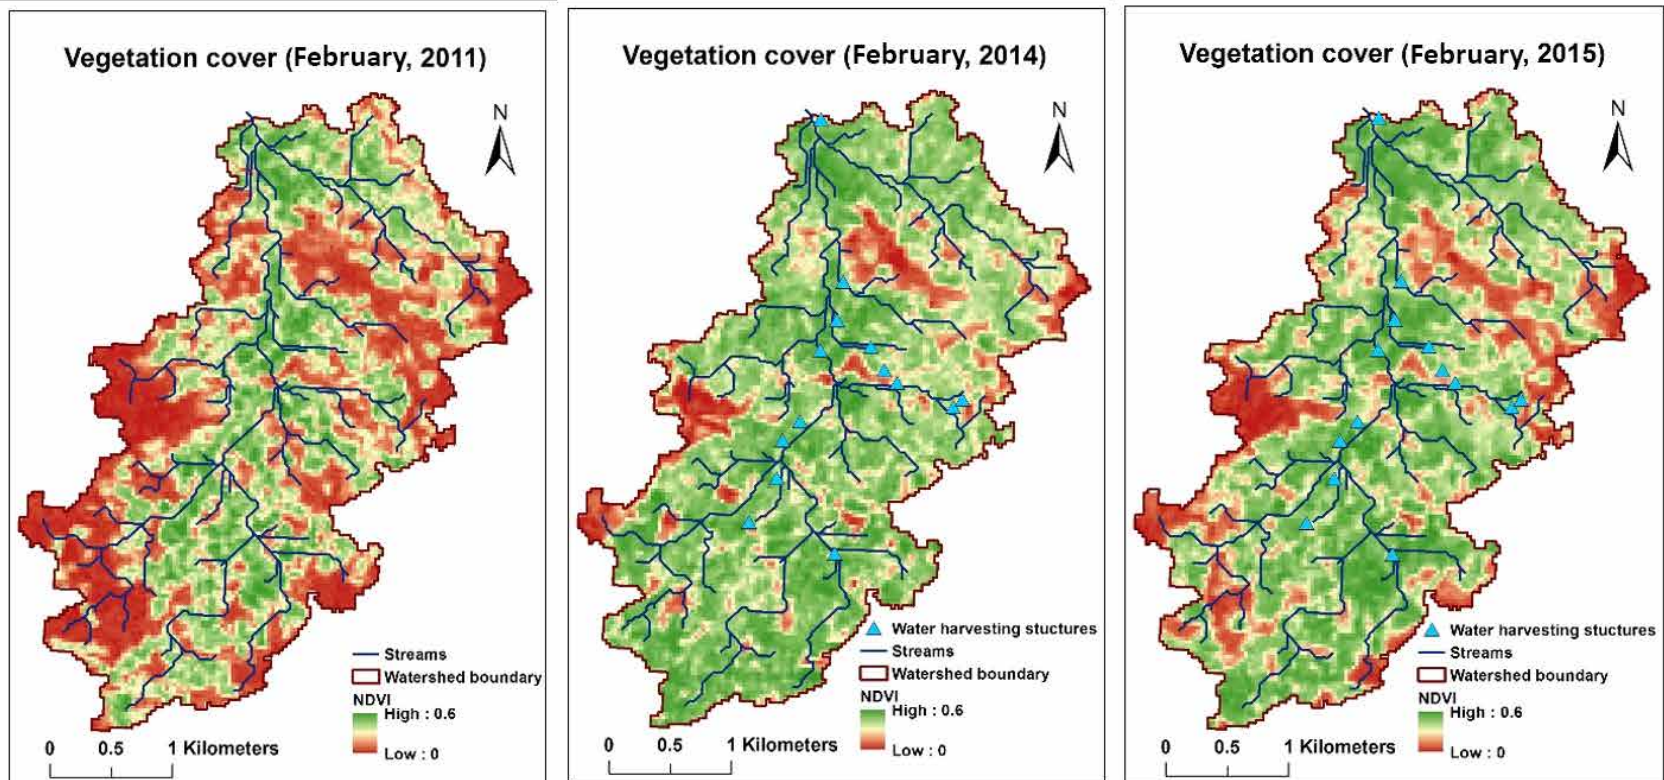 Vegetation cover (February, 2011)
N
Streams
Watershed boundary
NDVI
High : 0.6
Low : 0
0 0.5 1 Kilometers
Vegetation cover (February, 2014)
N
Water harvesting stuctures
Streams
Watershed boundary
NDVI
High : 0.6
Low : 0
0 0.5 1 Kilometers
Vegetation cover (February, 2015)
N
Water harvesting stuctures
Streams
Watershed boundary
NDVI
High : 0.6
Low : 0
0 0.5 1 Kilometers